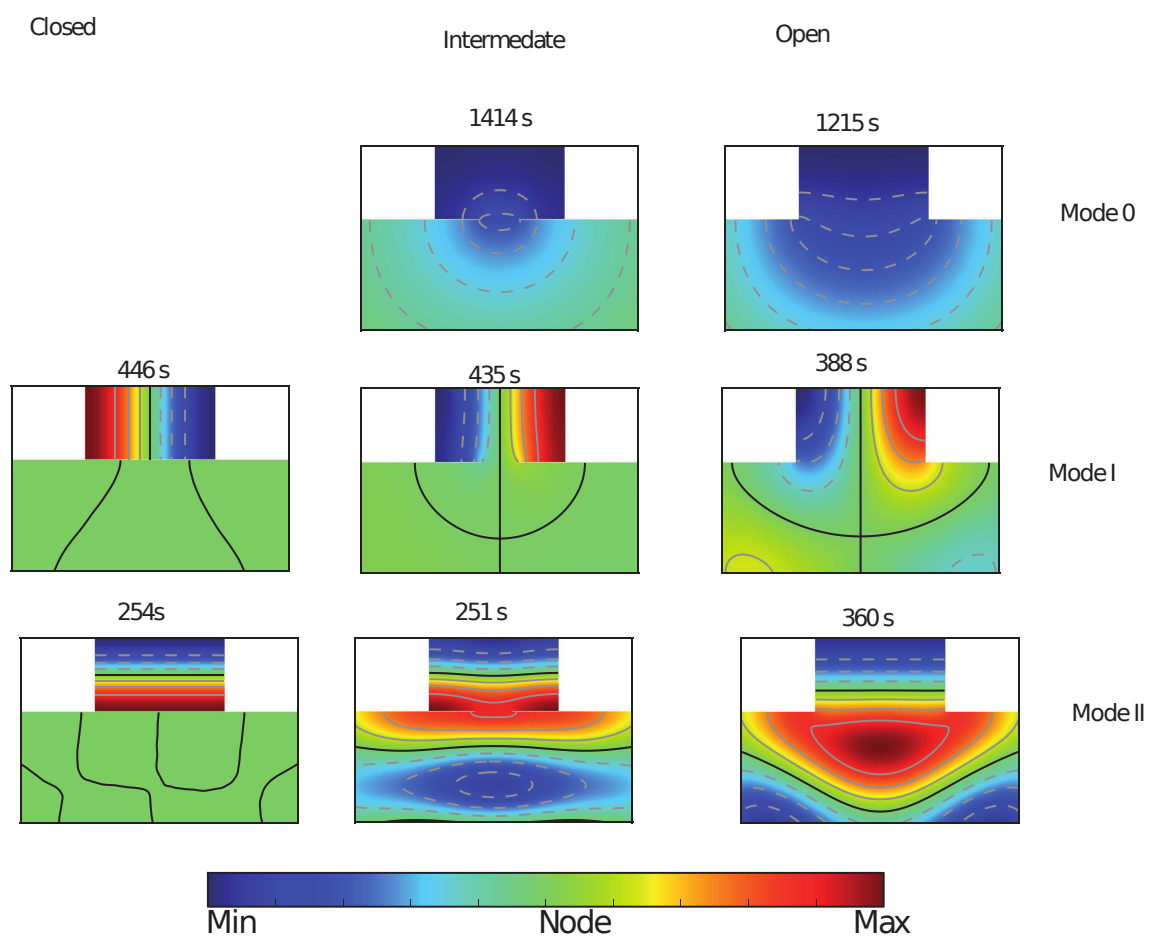 Closed
Intermedate
Open
1414 s
1215 s
Mode 0
446 s
435 s
388 s
Mode I
254s
251 s
360 s
Mode II
Min
Node
Max